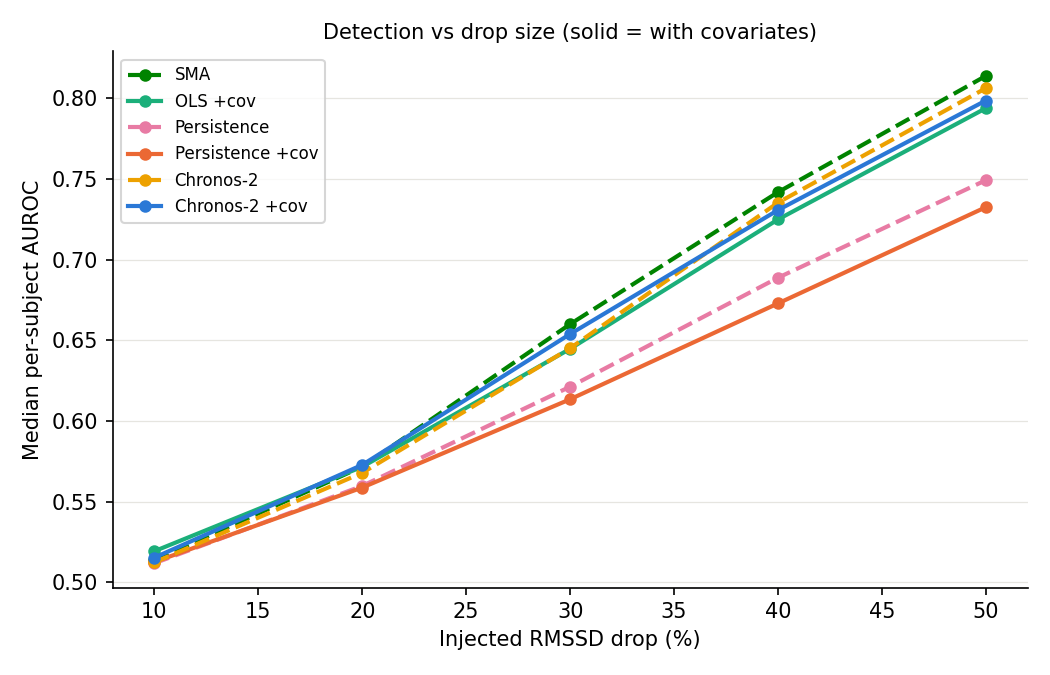 Detection vs drop size (solid = with covariates)
SMA
OLS +cov
Persistence
Persistence +cov
Chronos-2
Chronos-2 +cov
Median per-subject AUROC
0.80
0.75
0.70
0.65
0.60
0.55
0.50
10 15 20 25 30 35 40 45 50
Injected RMSSD drop (%)